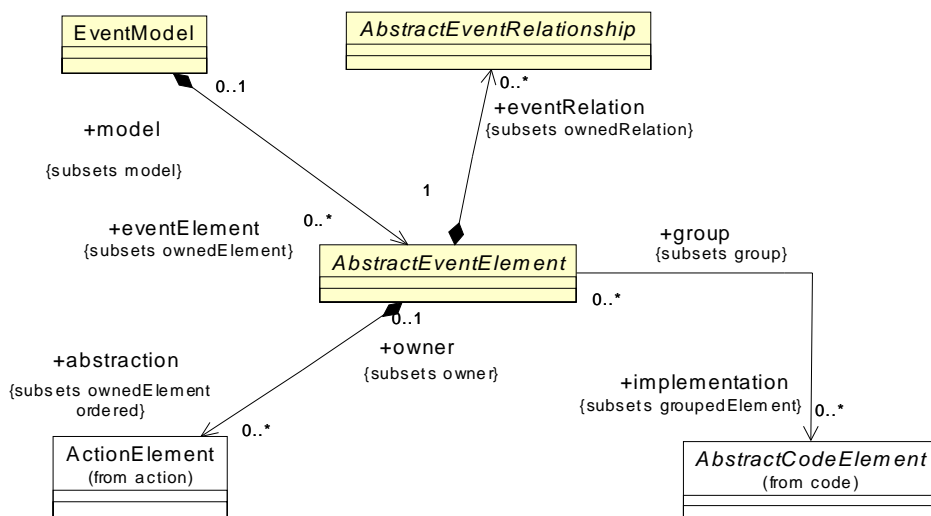 EventModel
AbstractEventRelationship
0..1
0..*
+eventRelation
{subsets ownedRelation}
+model
{subsets model}
1
+eventElement
{subsets ownedElement}
0..*
AbstractEventElement
+group
{subsets group}
0..*
0..1
+owner
{subsets owner}
+abstraction
{subsets ownedElement
ordered}
0..*
+implementation
{subsets groupedElement}
0..*
ActionElement
(from action)
AbstractCodeElement
(from code)